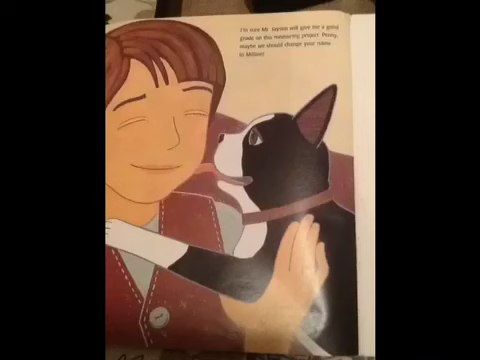 I'm sure Mr. Jayson will give me a good
grade on this measuring project. Penny,
maybe we should change your name
to Million!